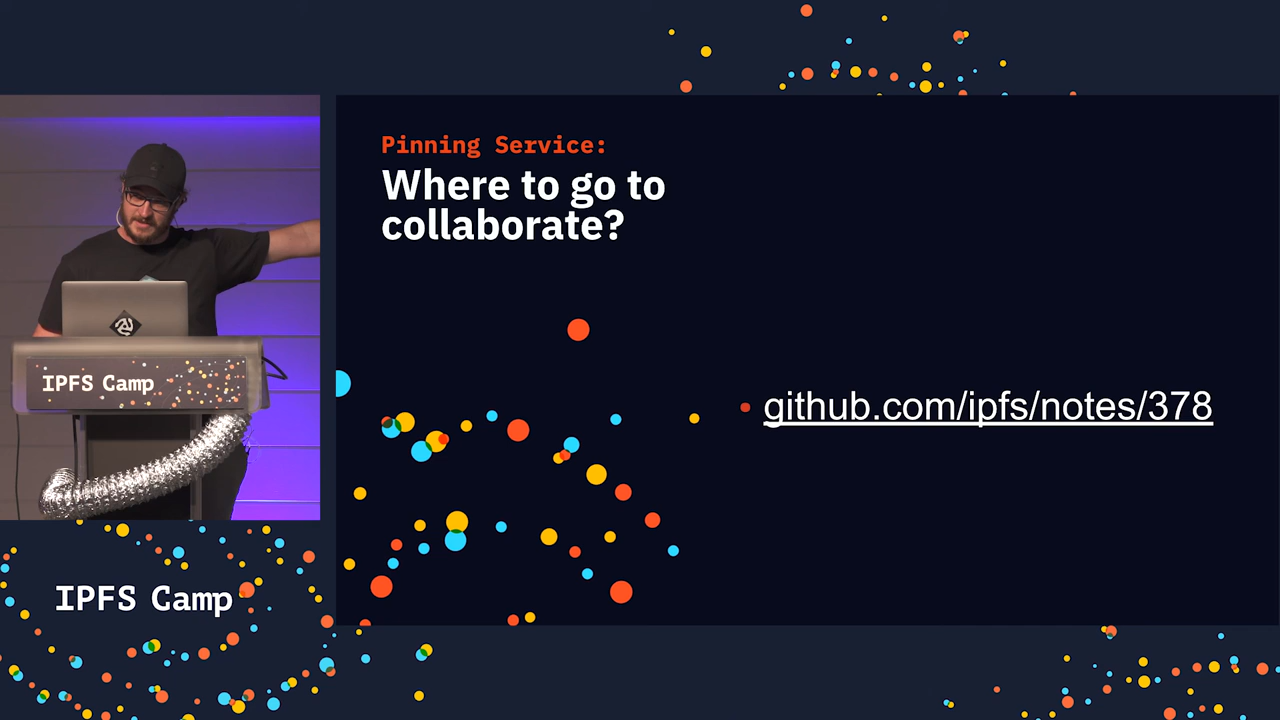 Pinning Service:
Where to go to
collaborate?
github.com/ipfs/notes/378
IPFS Camp
IPFS Camp